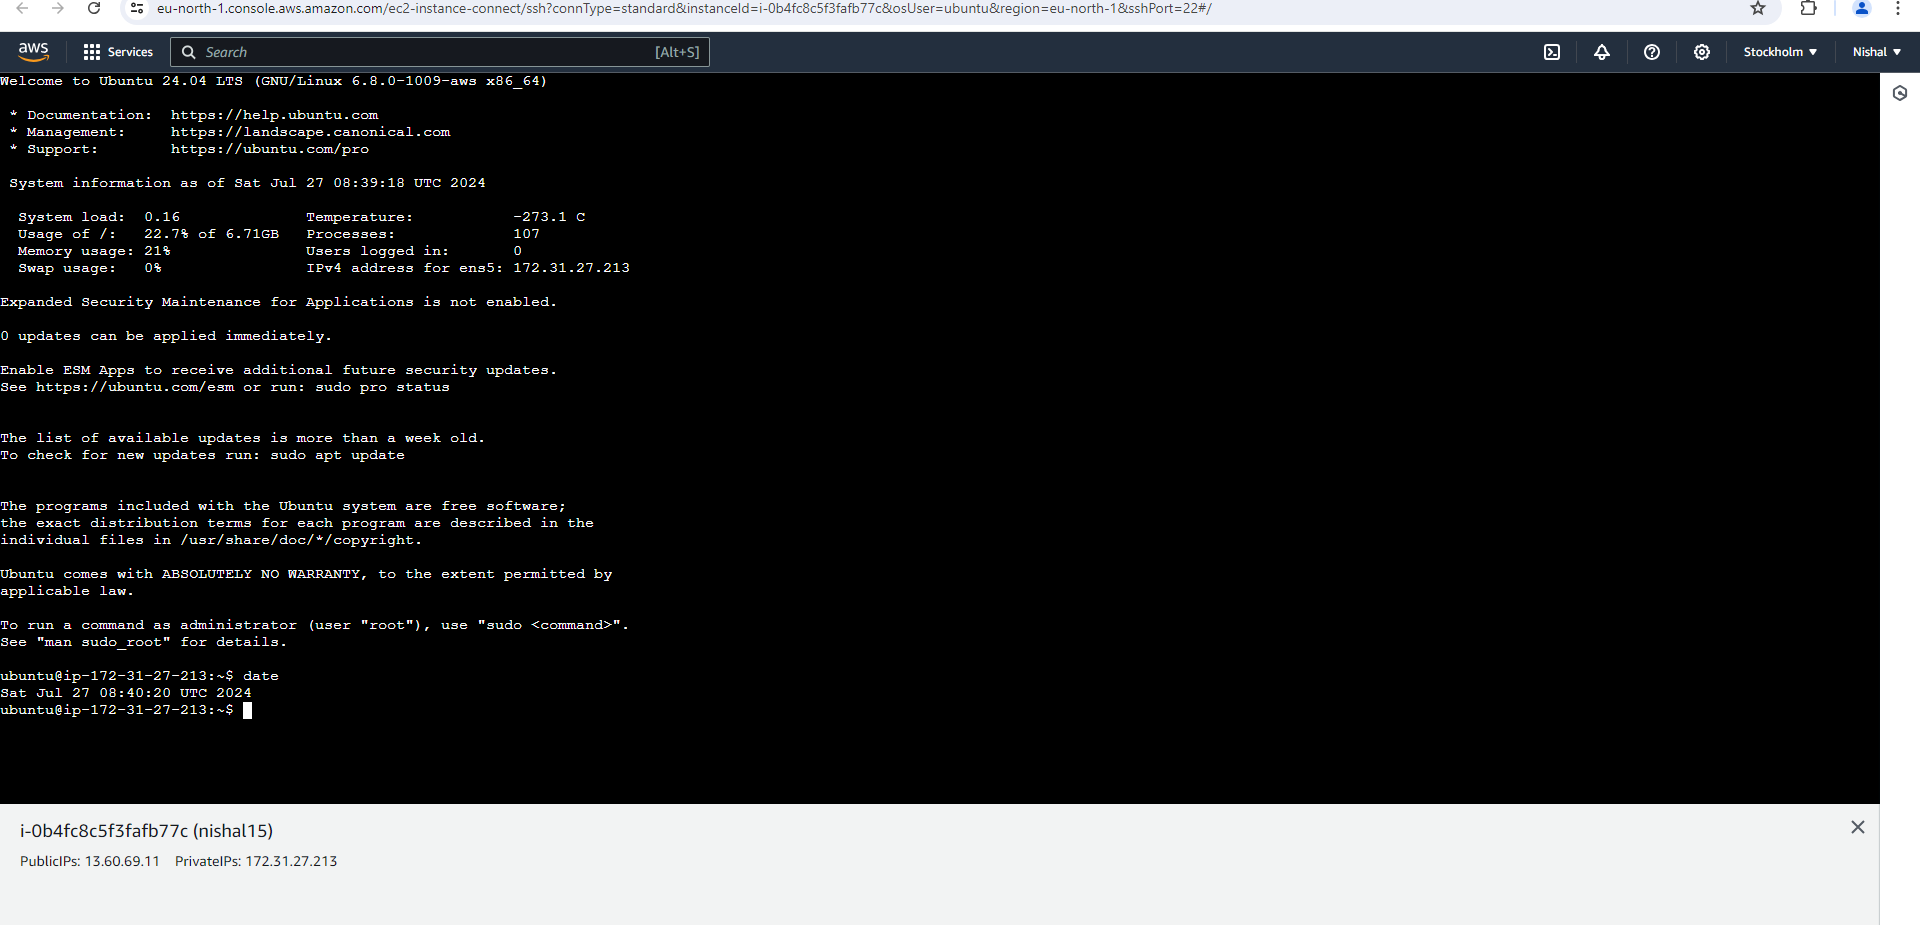 eu-north-1.console.aws.amazon.com/ec2-instance-connect/ssh?connType=standard&instanceId=i-0b4fc8c5f3fafb77c&osUser=ubuntu&region=eu-north-1&sshPort=22#/
aws Services Search [Alt+S] Stockholm Nishal
Welcome to Ubuntu 24.04 LTS (GNU/Linux 6.8.0-1009-aws x86_64)
* Documentation:  https://help.ubuntu.com
* Management:     https://landscape.canonical.com
* Support:        https://ubuntu.com/pro
System information as of Sat Jul 27 08:39:18 UTC 2024
System load:  0.16               Temperature:           -273.1 C
Usage of /:   22.7% of 6.71GB   Processes:             107
Memory usage: 21%                Users logged in:       0
Swap usage:   0%                 IPv4 address for ens5: 172.31.27.213
Expanded Security Maintenance for Applications is not enabled.
0 updates can be applied immediately.
Enable ESM Apps to receive additional future security updates.
See https://ubuntu.com/esm or run: sudo pro status
The list of available updates is more than a week old.
To check for new updates run: sudo apt update
The programs included with the Ubuntu system are free software;
the exact distribution terms for each program are described in the
individual files in /usr/share/doc/*/copyright.
Ubuntu comes with ABSOLUTELY NO WARRANTY, to the extent permitted by
applicable law.
To run a command as administrator (user "root"), use "sudo <command>".
See "man sudo_root" for details.
ubuntu@ip-172-31-27-213:~$ date
Sat Jul 27 08:40:20 UTC 2024
ubuntu@ip-172-31-27-213:~$
i-0b4fc8c5f3fafb77c (nishal15)
PublicIPs: 13.60.69.11 PrivateIPs: 172.31.27.213